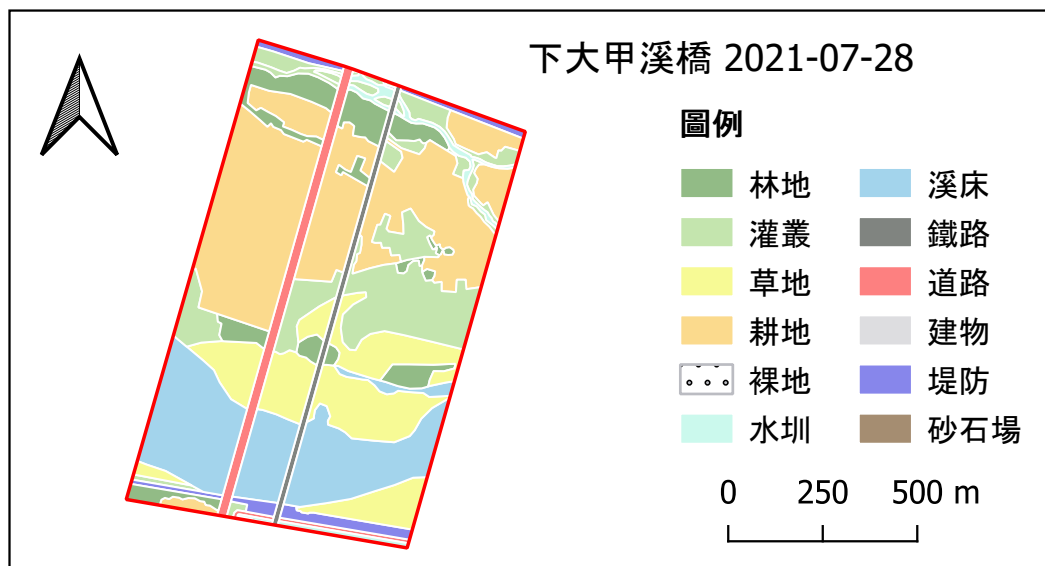 下大甲溪橋 2021-07-28
圖例
林地
灌叢
草地
耕地
裸地
水圳
溪床
鐵路
道路
建物
堤防
砂石場
0 250 500 m